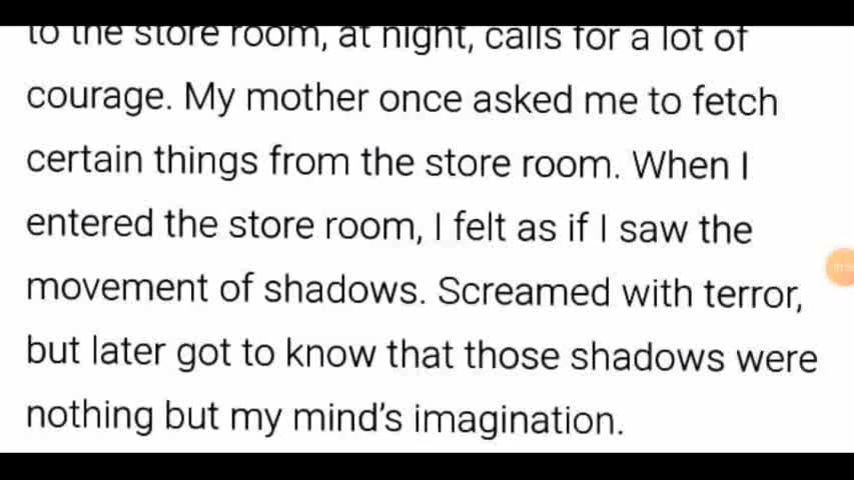 to the store room, at night, calls for a lot of
courage. My mother once asked me to fetch
certain things from the store room. When I
entered the store room, I felt as if I saw the
movement of shadows. Screamed with terror,
but later got to know that those shadows were
nothing but my mind's imagination.